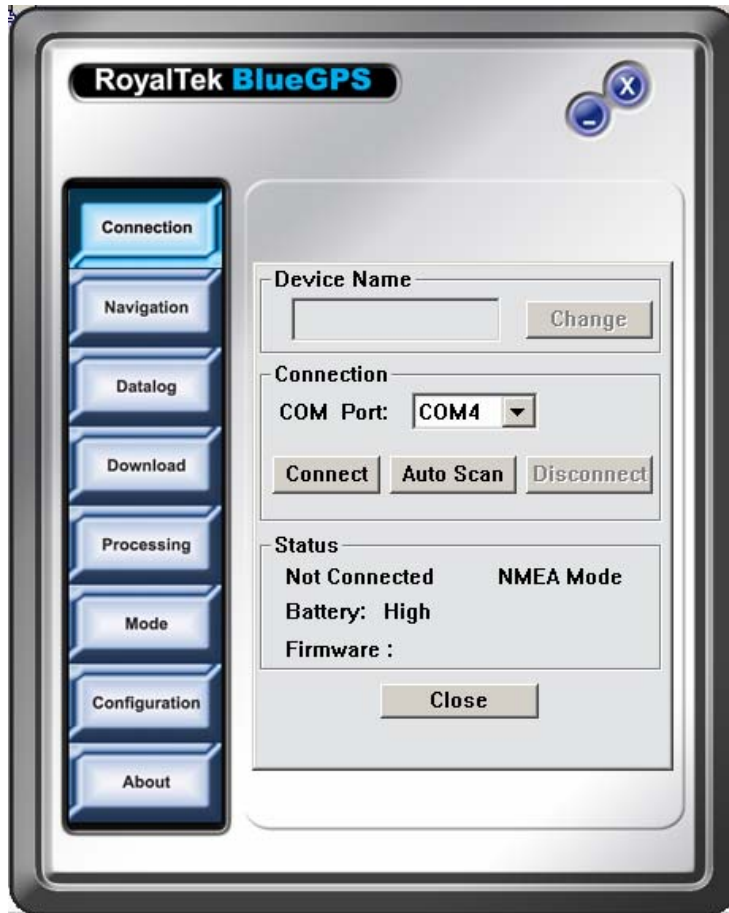 RoyalTek BlueGPS
X
Connection
Navigation
Datalog
Download
Processing
Mode
Configuration
About
Device Name
Change
Connection
COM Port: COM4
Connect Auto Scan Disconnect
Status
Not Connected NMEA Mode
Battery: High
Firmware :
Close